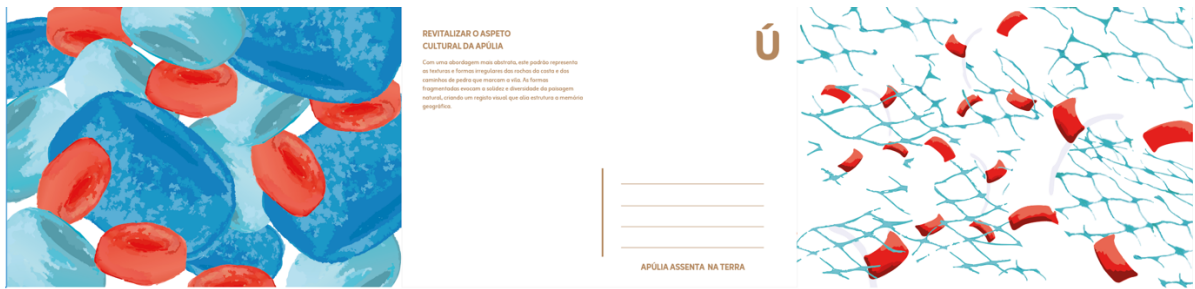 REVITALIZAR O ASPETO
CULTURAL DA APÚLIA
Com uma abordagem mais abstrata, este padrão representa
as texturas e formas irregulares das rochas da costa e dos
caminhos de pedra que marcam a vila. As formas
fragmentadas evocam a solidez e diversidade da paisagem
natural, criando um registo visual que alia estrutura a memória
geográfica.
Ú
APÚLIA ASSENTA NA TERRA